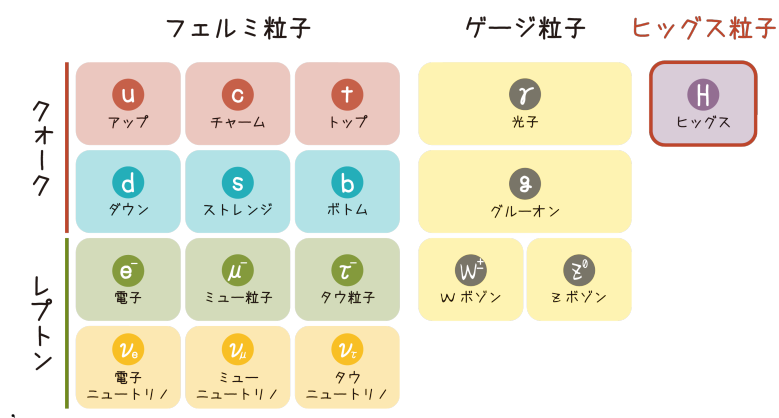 フェルミ粒子 ゲージ粒子 ヒッグス粒子
クォーク
u c t γ H
アップ チャーム トップ 光子 ヒッグス
d s b g
ダウン ストレンジ ボトム グルーオン
レプトン
e⁻ μ⁻ τ⁻ W± Z⁰
電子 ミュー粒子 タウ粒子 W ボゾン Z ボゾン
νe νμ ντ
電子 ミュー タウ
ニュートリノ ニュートリノ ニュートリノ